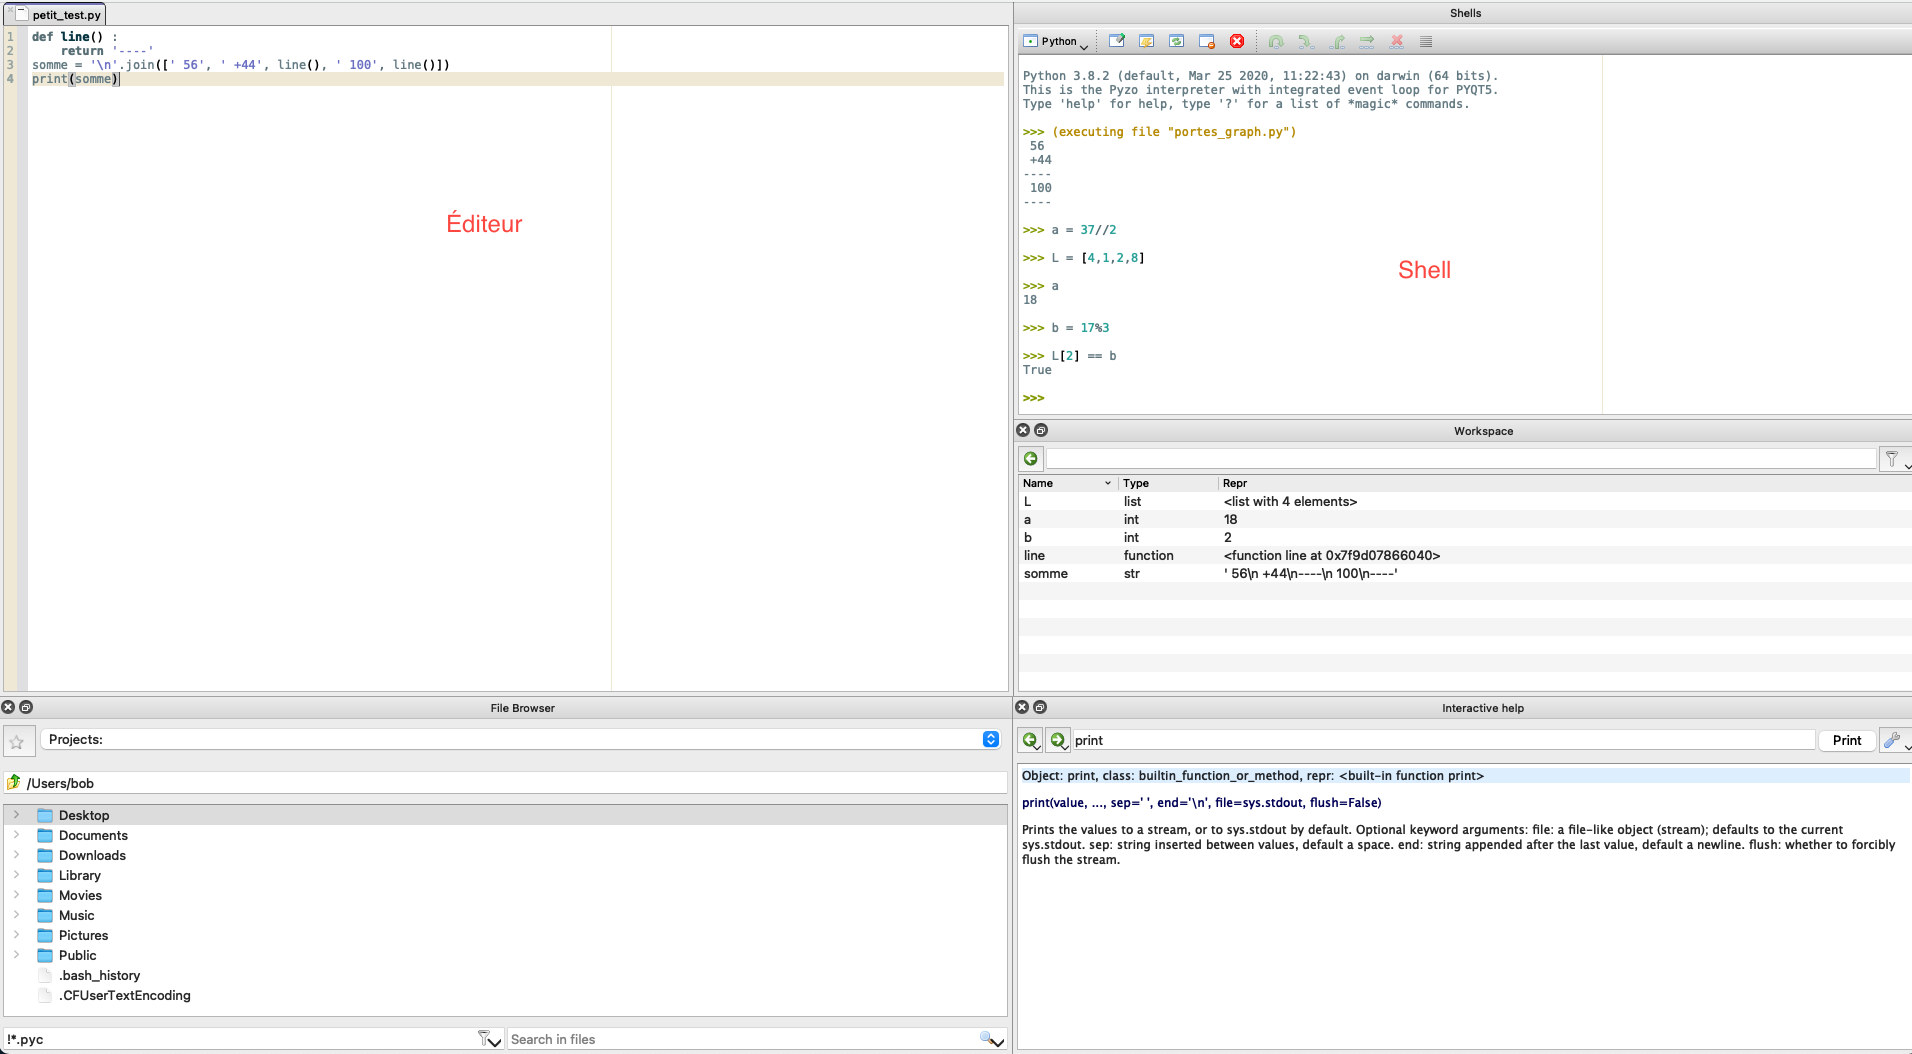 petit_test.py
1 def line() :
2     return '----'
3 somme = '\n'.join([' 56', ' +44', line(), ' 100', line()])
4 print(somme)
Éditeur
Shells
Python
Python 3.8.2 (default, Mar 25 2020, 11:22:43) on darwin (64 bits).
This is the Pyzo interpreter with integrated event loop for PYQT5.
Type 'help' for help, type '?' for a list of *magic* commands.
>>> (executing file "portes_graph.py")
 56
 +44
----
 100
----
>>> a = 37//2
>>> L = [4,1,2,8]
>>> a
18
>>> b = 17%3
>>> L[2] == b
True
>>>
Shell
Workspace
Name Type Repr
L list <list with 4 elements>
a int 18
b int 2
line function <function line at 0x7f9d07866040>
somme str ' 56\n +44\n----\n 100\n----'
File Browser
Projects:
/Users/bob
Desktop
Documents
Downloads
Library
Movies
Music
Pictures
Public
.bash_history
.CFUserTextEncoding
!*.pyc
Search in files
Interactive help
print
Print
Object: print, class: builtin_function_or_method, repr: <built-in function print>
print(value, ..., sep=' ', end='\n', file=sys.stdout, flush=False)
Prints the values to a stream, or to sys.stdout by default. Optional keyword arguments: file: a file-like object (stream); defaults to the current
sys.stdout. sep: string inserted between values, default a space. end: string appended after the last value, default a newline. flush: whether to forcibly
flush the stream.